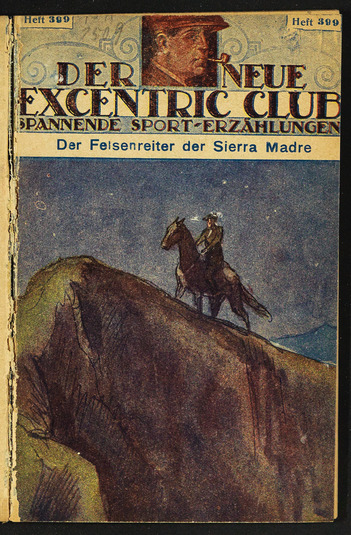 Heft 399
Heft 399
DER NEUE
EXCENTRIC CLUB
SPANNENDE SPORT-ERZÄHLUNGEN
Der Felsenreiter der Sierra Madre